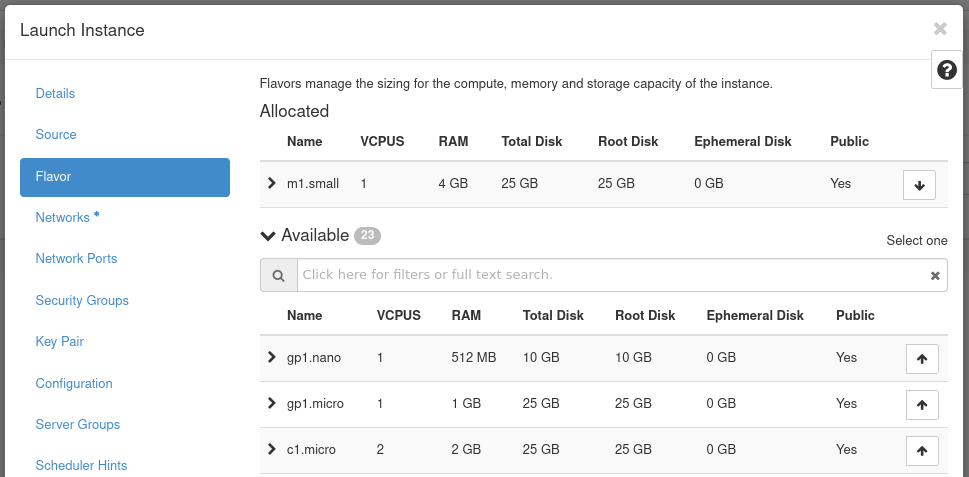 Launch Instance
Details
Source
Flavor
Networks *
Network Ports
Security Groups
Key Pair
Configuration
Server Groups
Scheduler Hints
Flavors manage the sizing for the compute, memory and storage capacity of the instance.
Allocated
Name VCPUS RAM Total Disk Root Disk Ephemeral Disk Public
m1.small 1 4 GB 25 GB 25 GB 0 GB Yes
Available 23
Select one
Click here for filters or full text search.
Name VCPUS RAM Total Disk Root Disk Ephemeral Disk Public
gp1.nano 1 512 MB 10 GB 10 GB 0 GB Yes
gp1.micro 1 1 GB 25 GB 25 GB 0 GB Yes
c1.micro 2 2 GB 25 GB 25 GB 0 GB Yes